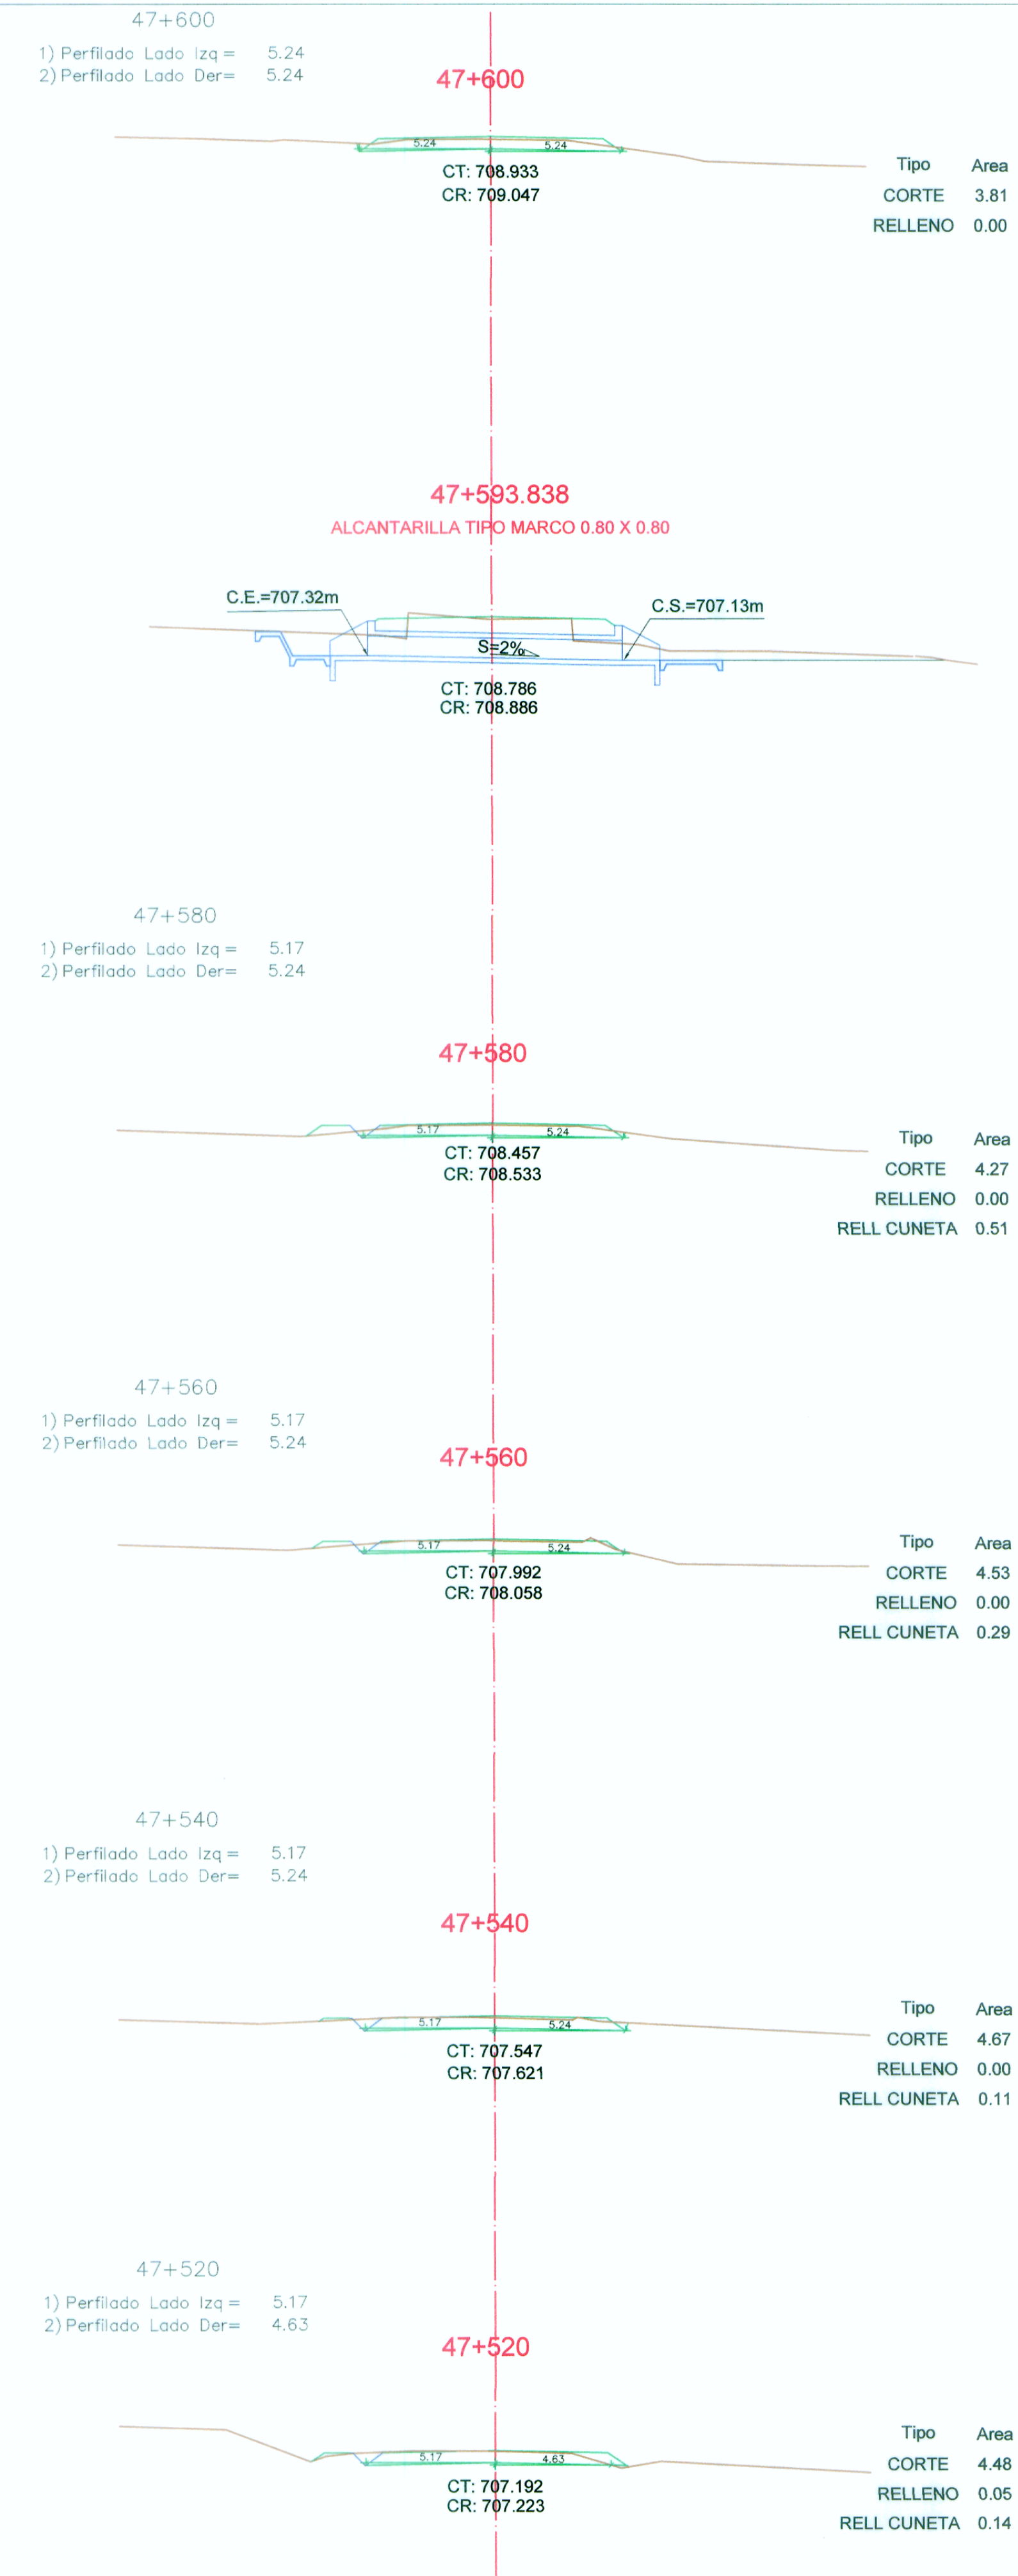 47+600
1) Perfilado Lado Izq = 5.24
2) Perfilado Lado Der= 5.24
47+600
5.24 5.24
CT: 708.933
CR: 709.047
Tipo Area
CORTE 3.81
RELLENO 0.00
47+593.838
ALCANTARILLA TIPO MARCO 0.80 X 0.80
C.E.=707.32m
C.S.=707.13m
S=2%
CT: 708.786
CR: 708.886
47+580
1) Perfilado Lado Izq = 5.17
2) Perfilado Lado Der= 5.24
47+580
5.17 5.24
CT: 708.457
CR: 708.533
Tipo Area
CORTE 4.27
RELLENO 0.00
RELL CUNETA 0.51
47+560
1) Perfilado Lado Izq = 5.17
2) Perfilado Lado Der= 5.24
47+560
5.17 5.24
CT: 707.992
CR: 708.058
Tipo Area
CORTE 4.53
RELLENO 0.00
RELL CUNETA 0.29
47+540
1) Perfilado Lado Izq = 5.17
2) Perfilado Lado Der= 5.24
47+540
5.17 5.24
CT: 707.547
CR: 707.621
Tipo Area
CORTE 4.67
RELLENO 0.00
RELL CUNETA 0.11
47+520
1) Perfilado Lado Izq = 5.17
2) Perfilado Lado Der= 4.63
47+520
5.17 4.63
CT: 707.192
CR: 707.223
Tipo Area
CORTE 4.48
RELLENO 0.05
RELL CUNETA 0.14